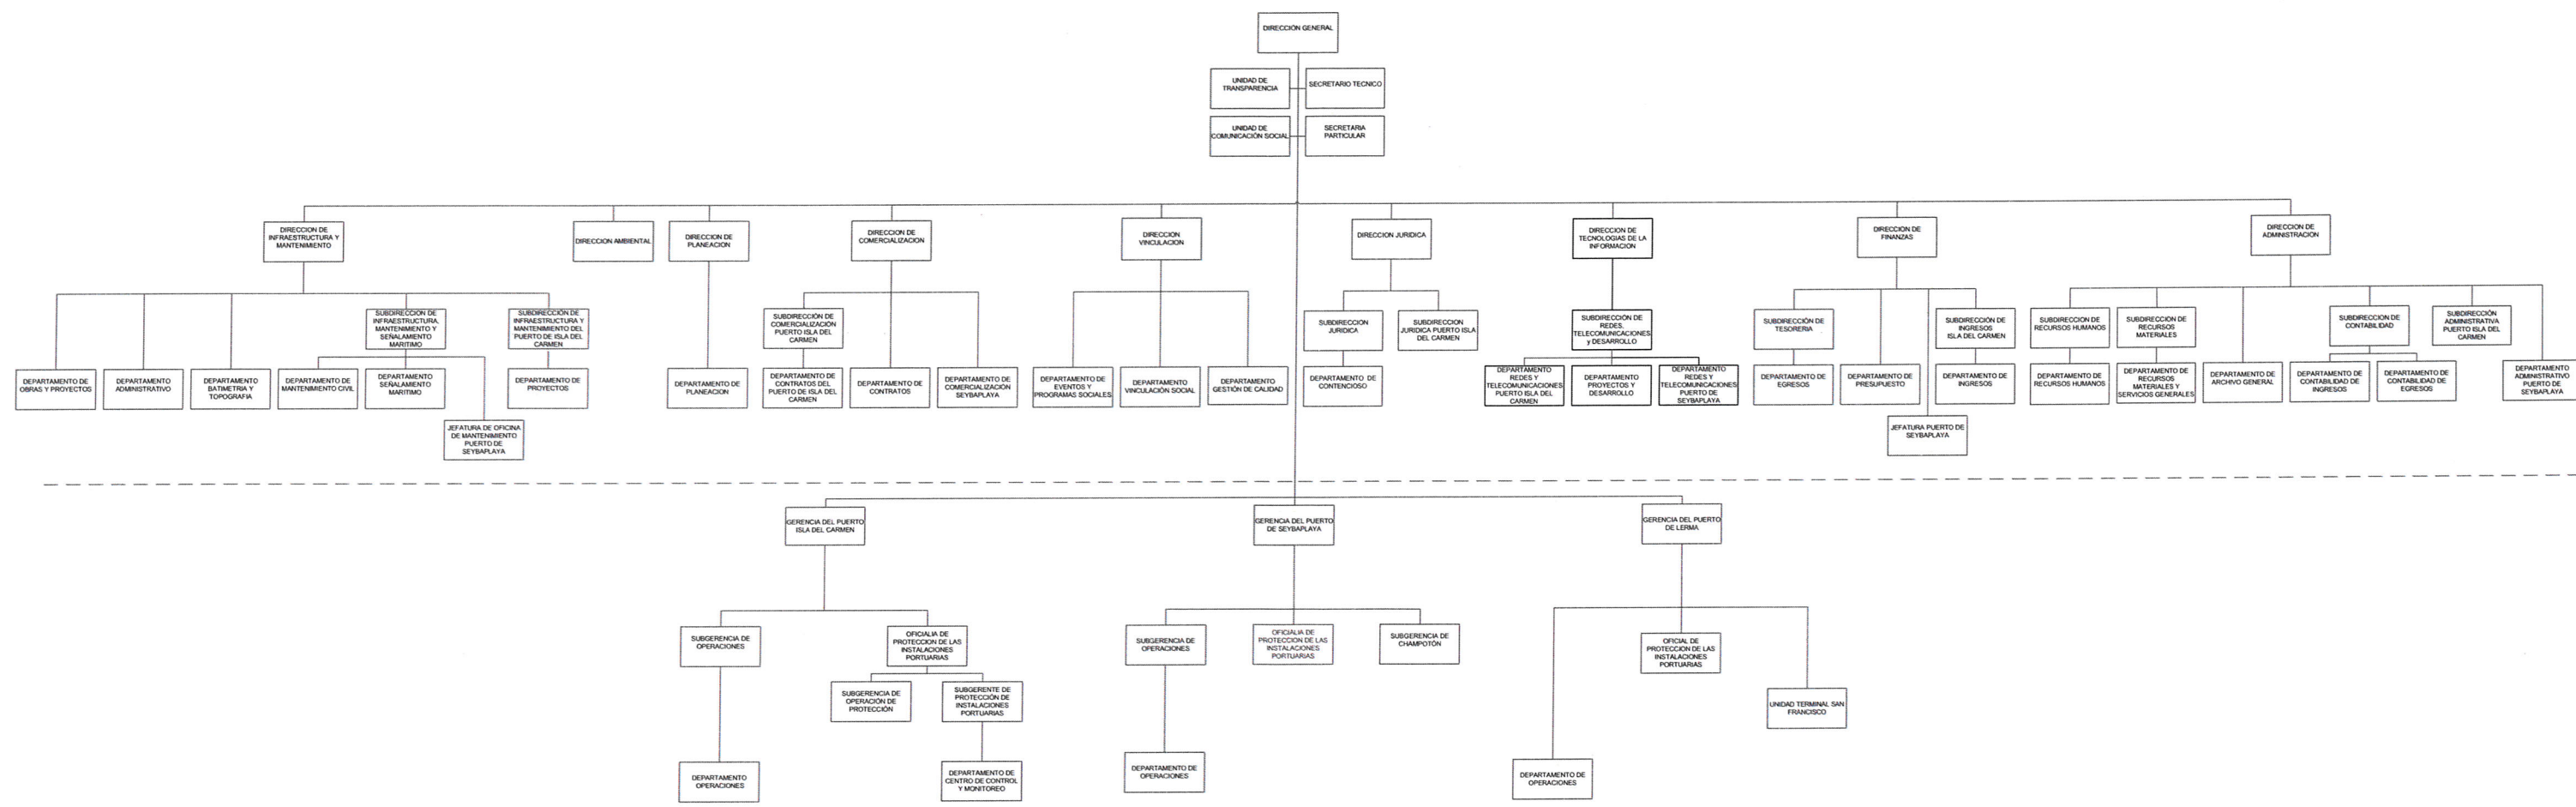 DIRECCIÓN GENERAL
UNIDAD DE
TRANSPARENCIA
SECRETARIO TECNICO
UNIDAD DE
COMUNICACIÓN SOCIAL
SECRETARIA
PARTICULAR
DIRECCION DE
INFRAESTRUCTURA Y
MANTENIMIENTO
DIRECCION AMBIENTAL
DIRECCION DE
PLANEACION
DIRECCION DE
COMERCIALIZACION
DIRECCION
VINCULACION
DIRECCION JURIDICA
DIRECCION DE
TECNOLOGIAS DE LA
INFORMACION
DIRECCION DE
FINANZAS
DIRECCION DE
ADMINISTRACION
SUBDIRECCIÓN DE
INFRAESTRUCTURA,
MANTENIMIENTO Y
SEÑALAMIENTO
MARITIMO
SUBDIRECCIÓN DE
INFRAESTRUCTURA Y
MANTENIMIENTO DEL
PUERTO DE ISLA DEL
CARMEN
SUBDIRECCIÓN DE
COMERCIALIZACIÓN
PUERTO ISLA DEL
CARMEN
SUBDIRECCION
JURIDICA
SUBDIRECCION
JURIDICA PUERTO ISLA
DEL CARMEN
SUBDIRECCIÓN DE
REDES,
TELECOMUNICACIONES
y DESARROLLO
SUBDIRECCIÓN DE
TESORERIA
SUBDIRECCIÓN DE
INGRESOS
ISLA DEL CARMEN
SUBDIRECCION DE
RECURSOS HUMANOS
SUBDIRECCION DE
RECURSOS
MATERIALES
SUBDIRECCION DE
CONTABILIDAD
SUBDIRECCIÓN
ADMINISTRATIVA
PUERTO ISLA DEL
CARMEN
DEPARTAMENTO DE
OBRAS Y PROYECTOS
DEPARTAMENTO
ADMINISTRATIVO
DEPARTAMENTO
BATIMETRIA Y
TOPOGRAFIA
DEPARTAMENTO DE
MANTENIMIENTO CIVIL
DEPARTAMENTO
SEÑALAMIENTO
MARITIMO
DEPARTAMENTO DE
PROYECTOS
DEPARTAMENTO DE
PLANEACION
DEPARTAMENTO DE
CONTRATOS DEL
PUERTO DE ISLA DEL
CARMEN
DEPARTAMENTO DE
CONTRATOS
DEPARTAMENTO DE
COMERCIALIZACION
SEYBAPLAYA
DEPARTAMENTO DE
EVENTOS Y
PROGRAMAS SOCIALES
DEPARTAMENTO
VINCULACIÓN SOCIAL
DEPARTAMENTO
GESTIÓN DE CALIDAD
DEPARTAMENTO DE
CONTENCIOSO
DEPARTAMENTO
REDES Y
TELECOMUNICACIONES
PUERTO ISLA DEL
CARMEN
DEPARTAMENTO
PROYECTOS Y
DESARROLLO
DEPARTAMENTO
REDES Y
TELECOMUNICACIONES
PUERTO DE
SEYBAPLAYA
DEPARTAMENTO DE
EGRESOS
DEPARTAMENTO DE
PRESUPUESTO
DEPARTAMENTO DE
INGRESOS
DEPARTAMENTO DE
RECURSOS HUMANOS
DEPARTAMENTO DE
RECURSOS
MATERIALES Y
SERVICIOS GENERALES
DEPARTAMENTO DE
ARCHIVO GENERAL
DEPARTAMENTO DE
CONTABILIDAD DE
INGRESOS
DEPARTAMENTO DE
CONTABILIDAD DE
EGRESOS
DEPARTAMENTO
ADMINISTRATIVO
PUERTO DE
SEYBAPLAYA
JEFATURA DE OFICINA
DE MANTENIMIENTO
PUERTO DE
SEYBAPLAYA
JEFATURA PUERTO DE
SEYBAPLAYA
GERENCIA DEL PUERTO
ISLA DEL CARMEN
GERENCIA DEL PUERTO
DE SEYBAPLAYA
GERENCIA DEL PUERTO
DE LERMA
SUBGERENCIA DE
OPERACIONES
OFICIALIA DE
PROTECCION DE LAS
INSTALACIONES
PORTUARIAS
SUBGERENCIA DE
OPERACIONES
OFICIALIA DE
PROTECCION DE LAS
INSTALACIONES
PORTUARIAS
SUBGERENCIA DE
CHAMPOTÓN
OFICIAL DE
PROTECCION DE LAS
INSTALACIONES
PORTUARIAS
SUBGERENCIA DE
OPERACIÓN DE
PROTECCIÓN
SUBGERENTE DE
PROTECCIÓN DE
INSTALACIONES
PORTUARIAS
UNIDAD TERMINAL SAN
FRANCISCO
DEPARTAMENTO
OPERACIONES
DEPARTAMENTO DE
CENTRO DE CONTROL
Y MONITOREO
DEPARTAMENTO DE
OPERACIONES
DEPARTAMENTO DE
OPERACIONES